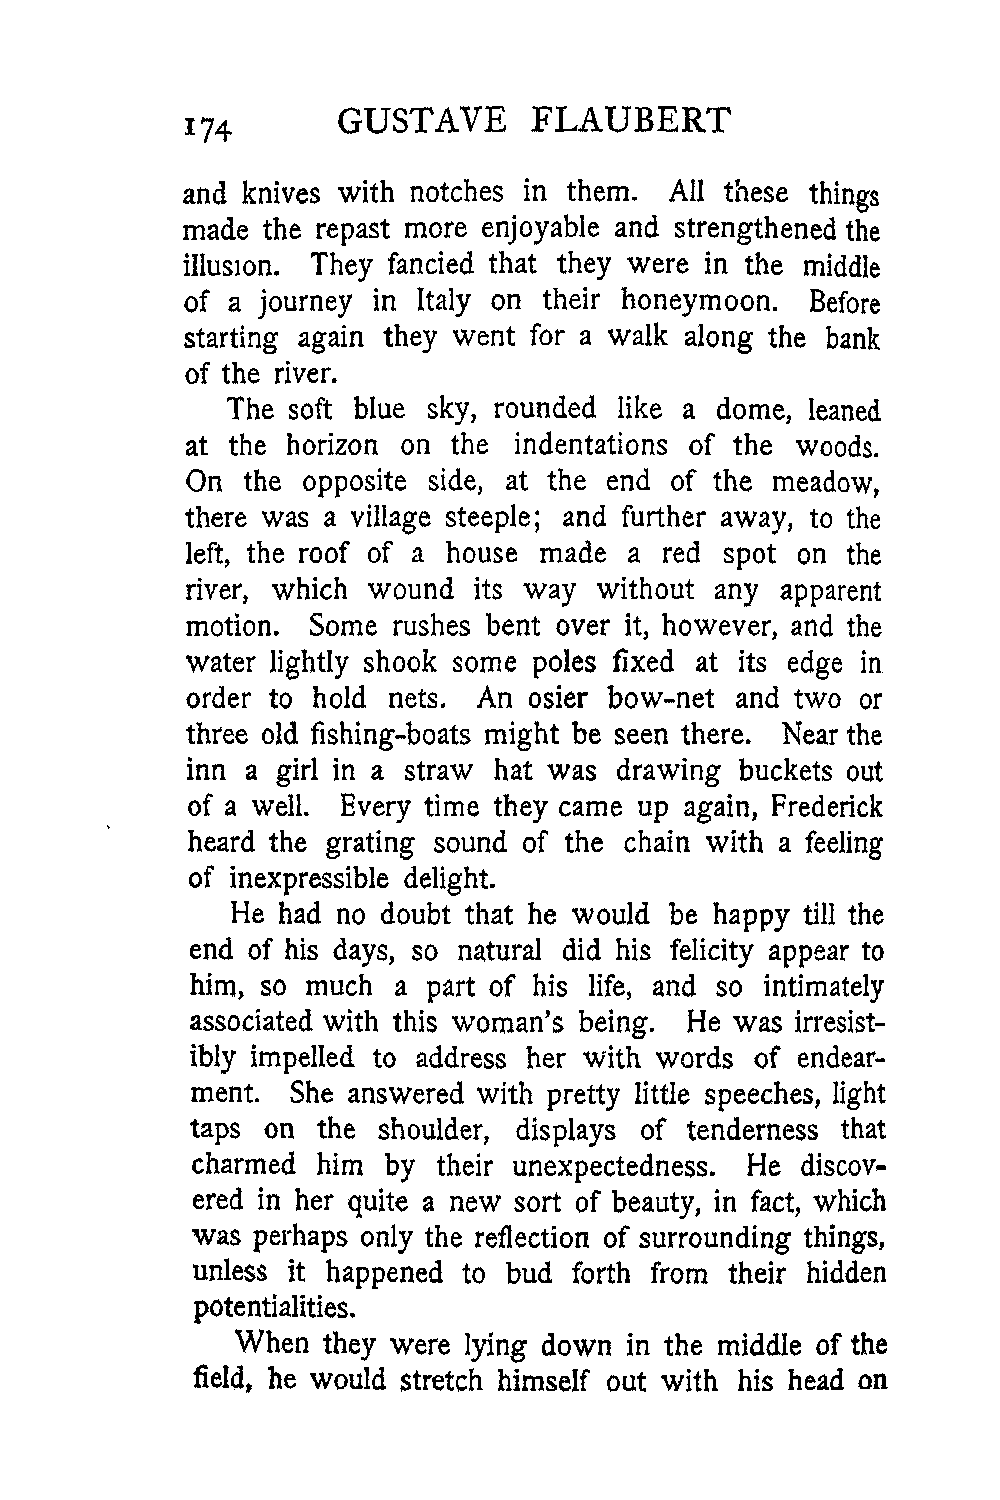 174 GUSTAVE FLAUBERT
and knives with notches in them. All these things
made the repast more enjoyable and strengthened the
illusion. They fancied that they were in the middle
of a journey in Italy on their honeymoon. Before
starting again they went for a walk along the bank
of the river.
The soft blue sky, rounded like a dome, leaned
at the horizon on the indentations of the woods.
On the opposite side, at the end of the meadow,
there was a village steeple; and further away, to the
left, the roof of a house made a red spot on the
river, which wound its way without any apparent
motion. Some rushes bent over it, however, and the
water lightly shook some poles fixed at its edge in
order to hold nets. An osier bow-net and two or
three old fishing-boats might be seen there. Near the
inn a girl in a straw hat was drawing buckets out
of a well. Every time they came up again, Frederick
heard the grating sound of the chain with a feeling
of inexpressible delight.
He had no doubt that he would be happy till the
end of his days, so natural did his felicity appear to
him, so much a part of his life, and so intimately
associated with this woman's being. He was irresist-
ibly impelled to address her with words of endear-
ment. She answered with pretty little speeches, light
taps on the shoulder, displays of tenderness that
charmed him by their unexpectedness. He discov-
ered in her quite a new sort of beauty, in fact, which
was perhaps only the reflection of surrounding things,
unless it happened to bud forth from their hidden
potentialities.
When they were lying down in the middle of the
field, he would stretch himself out with his head on